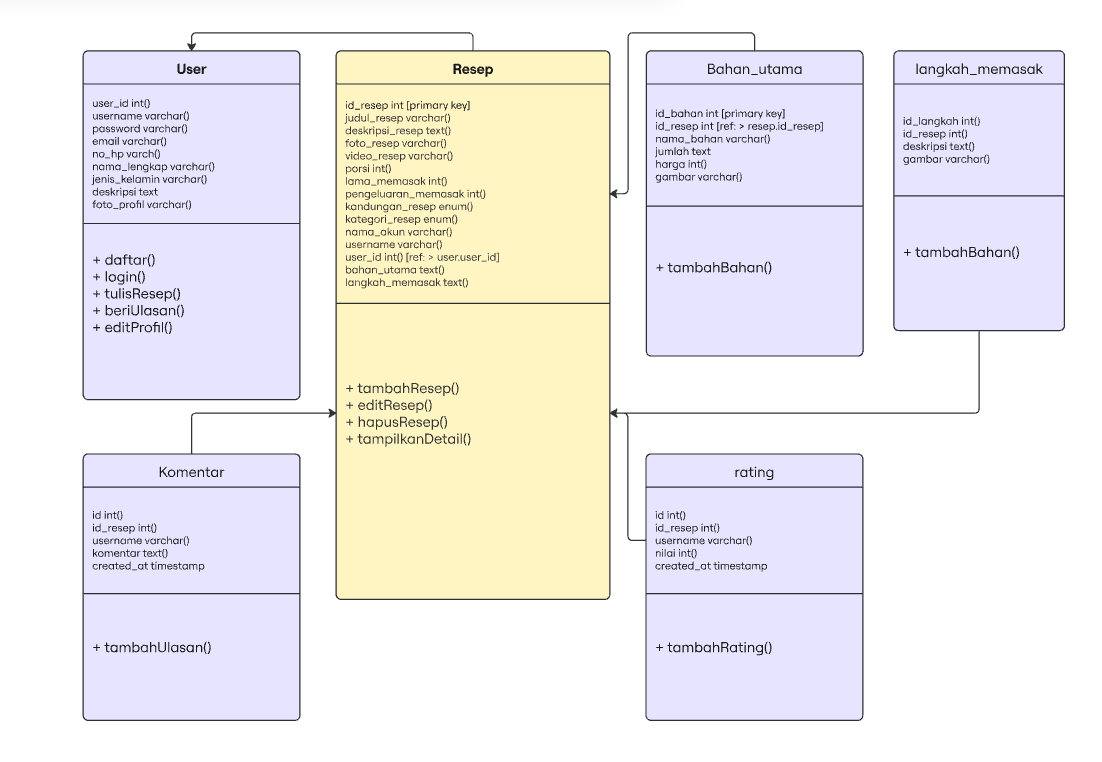 User
user_id int()
username varchar()
password varchar()
email varchar()
no_hp varch()
nama_lengkap varchar()
jenis_kelamin varchar()
deskripsi text
foto_profil varchar()
+ daftar()
+ login()
+ tulisResep()
+ beriUlasan()
+ editProfil()
Resep
id_resep int [primary key]
judul_resep varchar()
deskripsi_resep text()
foto_resep varchar()
video_resep varchar()
porsi int()
lama_memasak int()
pengeluaran_memasak int()
kandungan_resep enum()
kategori_resep enum()
nama_akun varchar()
username varchar()
user_id int() [ref: > user.user_id]
bahan_utama text()
langkah_memasak text()
+ tambahResep()
+ editResep()
+ hapusResep()
+ tampilkanDetail()
Bahan_utama
id_bahan int [primary key]
id_resep int [ref: > resep.id_resep]
nama_bahan varchar()
jumlah text
harga int()
gambar varchar()
+ tambahBahan()
langkah_memasak
id_langkah int()
id_resep int()
deskripsi text()
gambar varchar()
+ tambahBahan()
Komentar
id int()
id_resep int()
username varchar()
komentar text()
created_at timestamp
+ tambahUlasan()
rating
id int()
id_resep int()
username varchar()
nilai int()
created_at timestamp
+ tambahRating()